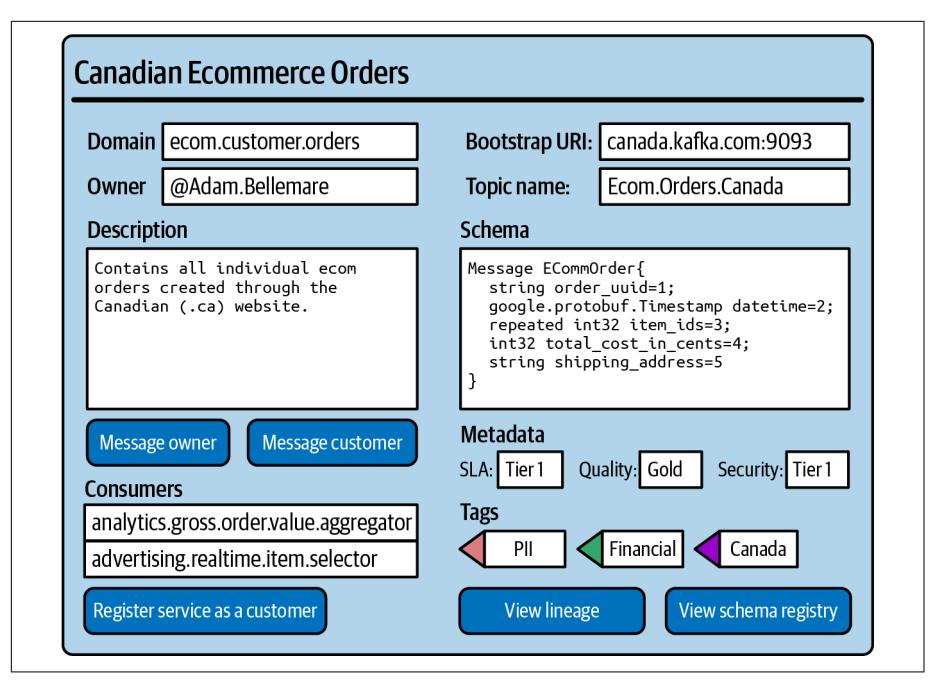 Canadian Ecommerce Orders
Domain ecom.customer.orders
Owner @Adam.Bellemare
Description
Contains all individual ecom
orders created through the
Canadian (.ca) website.
Message owner Message customer
Consumers
analytics.gross.order.value.aggregator
advertising.realtime.item.selector
Register service as a customer
Bootstrap URI: canada.kafka.com:9093
Topic name: Ecom.Orders.Canada
Schema
Message ECommOrder{
string order_uuid=1;
google.protobuf.Timestamp datetime=2;
repeated int32 item_ids=3;
int32 total_cost_in_cents=4;
string shipping_address=5
}
Metadata
SLA: Tier 1 Quality: Gold Security: Tier 1
Tags
PII Financial Canada
View lineage View schema registry